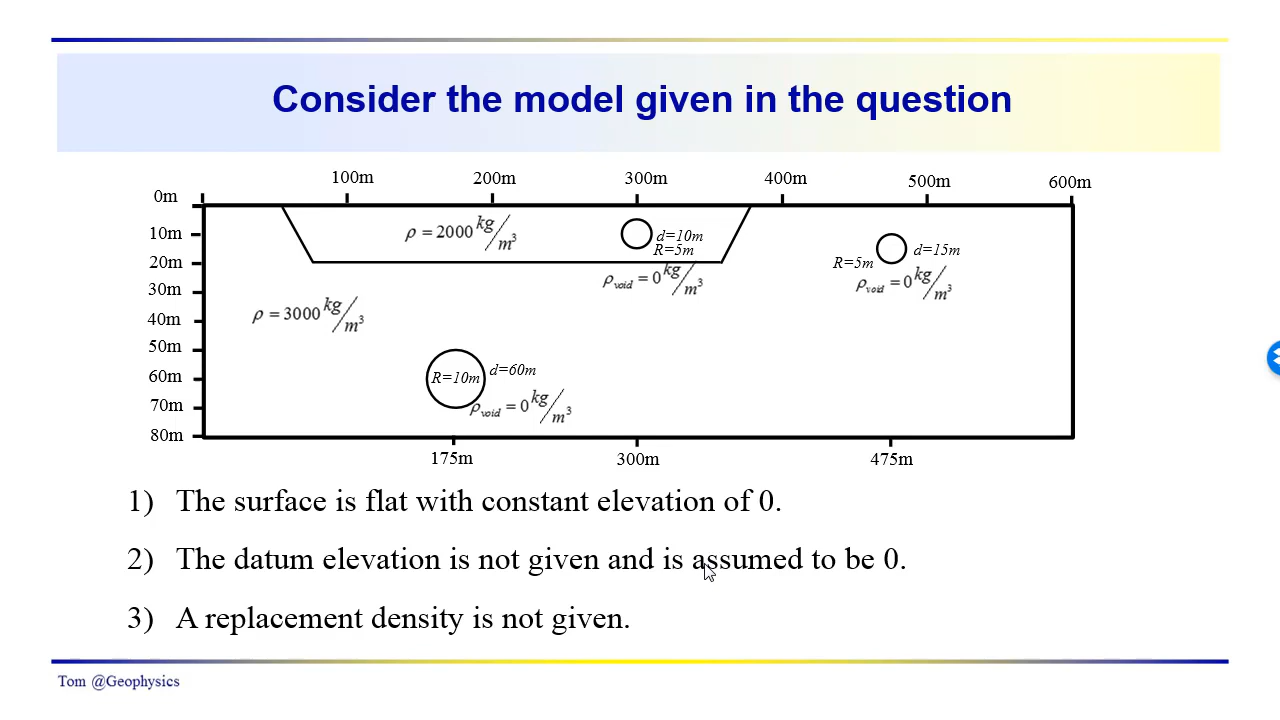 Consider the model given in the question
100m 200m 300m 400m 500m 600m
0m
10m
20m
30m
40m
50m
60m
70m
80m
ρ = 2000 kg/m³
d=10m
R=5m
ρvoid = 0 kg/m³
d=15m
R=5m
ρvoid = 0 kg/m³
ρ = 3000 kg/m³
R=10m d=60m
ρvoid = 0 kg/m³
175m 300m 475m
1) The surface is flat with constant elevation of 0.
2) The datum elevation is not given and is assumed to be 0.
3) A replacement density is not given.
Tom @Geophysics